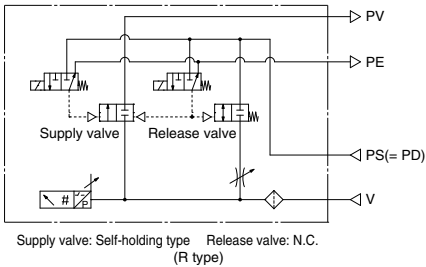 PV
PE
Supply valve Release valve
PS(= PD)
# P V
Supply valve: Self-holding type Release valve: N.C.
(R type)